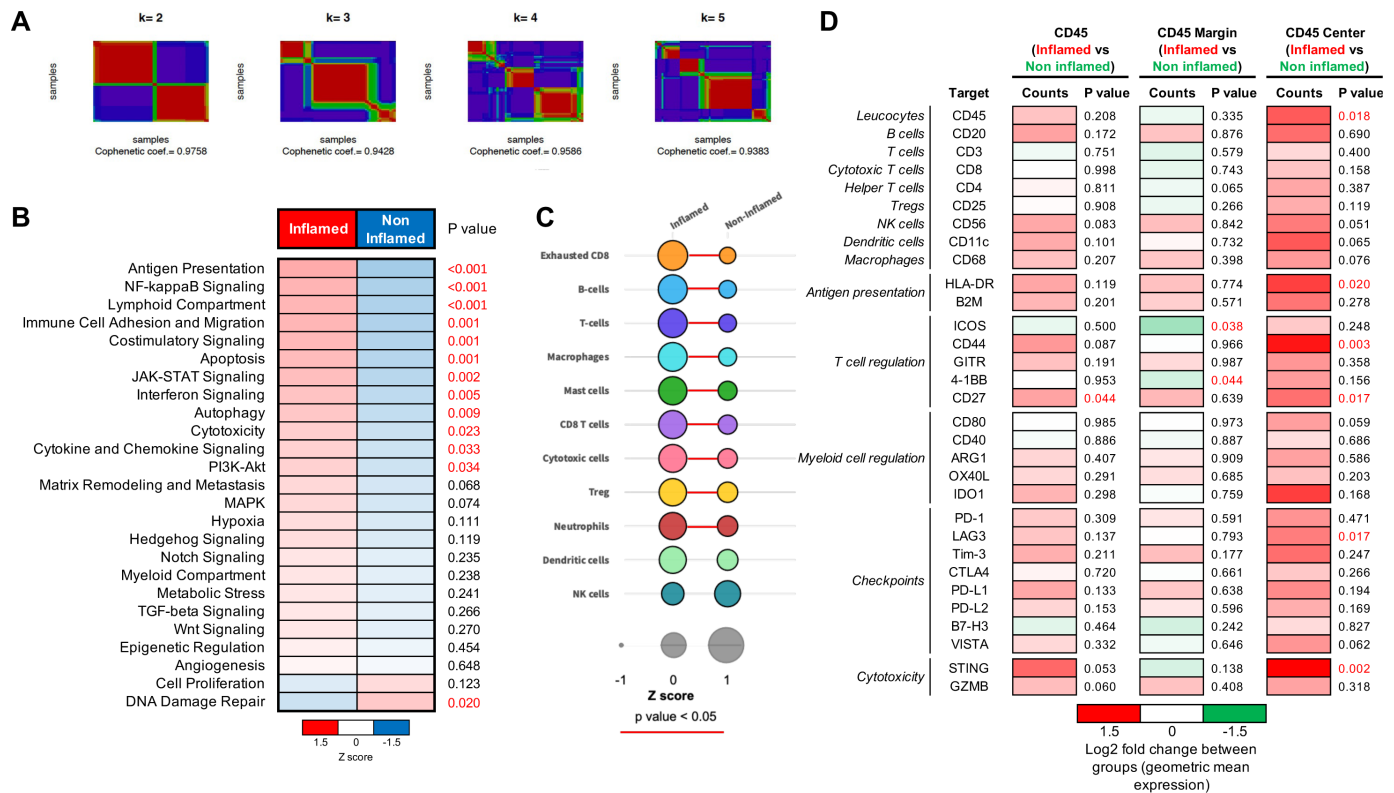 A
k= 2
k= 3
k= 4
k= 5
samples
samples
samples
samples
samples
samples
samples
samples
Cophenetic coef.= 0.9758
Cophenetic coef.= 0.9428
Cophenetic coef.= 0.9586
Cophenetic coef.= 0.9383
B
Inflamed
Non Inflamed
P value
Antigen Presentation <0.001
NF-kappaB Signaling <0.001
Lymphoid Compartment <0.001
Immune Cell Adhesion and Migration 0.001
Costimulatory Signaling 0.001
Apoptosis 0.001
JAK-STAT Signaling 0.002
Interferon Signaling 0.005
Autophagy 0.009
Cytotoxicity 0.023
Cytokine and Chemokine Signaling 0.033
PI3K-Akt 0.034
Matrix Remodeling and Metastasis 0.068
MAPK 0.074
Hypoxia 0.111
Hedgehog Signaling 0.119
Notch Signaling 0.235
Myeloid Compartment 0.238
Metabolic Stress 0.241
TGF-beta Signaling 0.266
Wnt Signaling 0.270
Epigenetic Regulation 0.454
Angiogenesis 0.648
Cell Proliferation 0.123
DNA Damage Repair 0.020
1.5 0 -1.5
Z score
C
Inflamed
Non-Inflamed
Exhausted CD8
B-cells
T-cells
Macrophages
Mast cells
CD8 T cells
Cytotoxic cells
Treg
Neutrophils
Dendritic cells
NK cells
-1 0 1
Z score
p value < 0.05
D
CD45
(Inflamed vs
Non inflamed)
CD45 Margin
(Inflamed vs
Non inflamed)
CD45 Center
(Inflamed vs
Non inflamed)
Target Counts P value Counts P value Counts P value
Leucocytes CD45 0.208 0.335 0.018
B cells CD20 0.172 0.876 0.690
T cells CD3 0.751 0.579 0.400
Cytotoxic T cells CD8 0.998 0.743 0.158
Helper T cells CD4 0.811 0.065 0.387
Tregs CD25 0.908 0.266 0.119
NK cells CD56 0.083 0.842 0.051
Dendritic cells CD11c 0.101 0.732 0.065
Macrophages CD68 0.207 0.398 0.076
Antigen presentation
HLA-DR 0.119 0.774 0.020
B2M 0.201 0.571 0.278
T cell regulation
ICOS 0.500 0.038 0.248
CD44 0.087 0.966 0.003
GITR 0.191 0.987 0.358
4-1BB 0.953 0.044 0.156
CD27 0.044 0.639 0.017
Myeloid cell regulation
CD80 0.985 0.973 0.059
CD40 0.886 0.887 0.686
ARG1 0.407 0.909 0.586
OX40L 0.291 0.685 0.203
IDO1 0.298 0.759 0.168
Checkpoints
PD-1 0.309 0.591 0.471
LAG3 0.137 0.793 0.017
Tim-3 0.211 0.177 0.247
CTLA4 0.720 0.661 0.266
PD-L1 0.133 0.638 0.194
PD-L2 0.153 0.596 0.169
B7-H3 0.464 0.242 0.827
VISTA 0.332 0.646 0.062
Cytotoxicity
STING 0.053 0.138 0.002
GZMB 0.060 0.408 0.318
1.5 0 -1.5
Log2 fold change between
groups (geometric mean
expression)